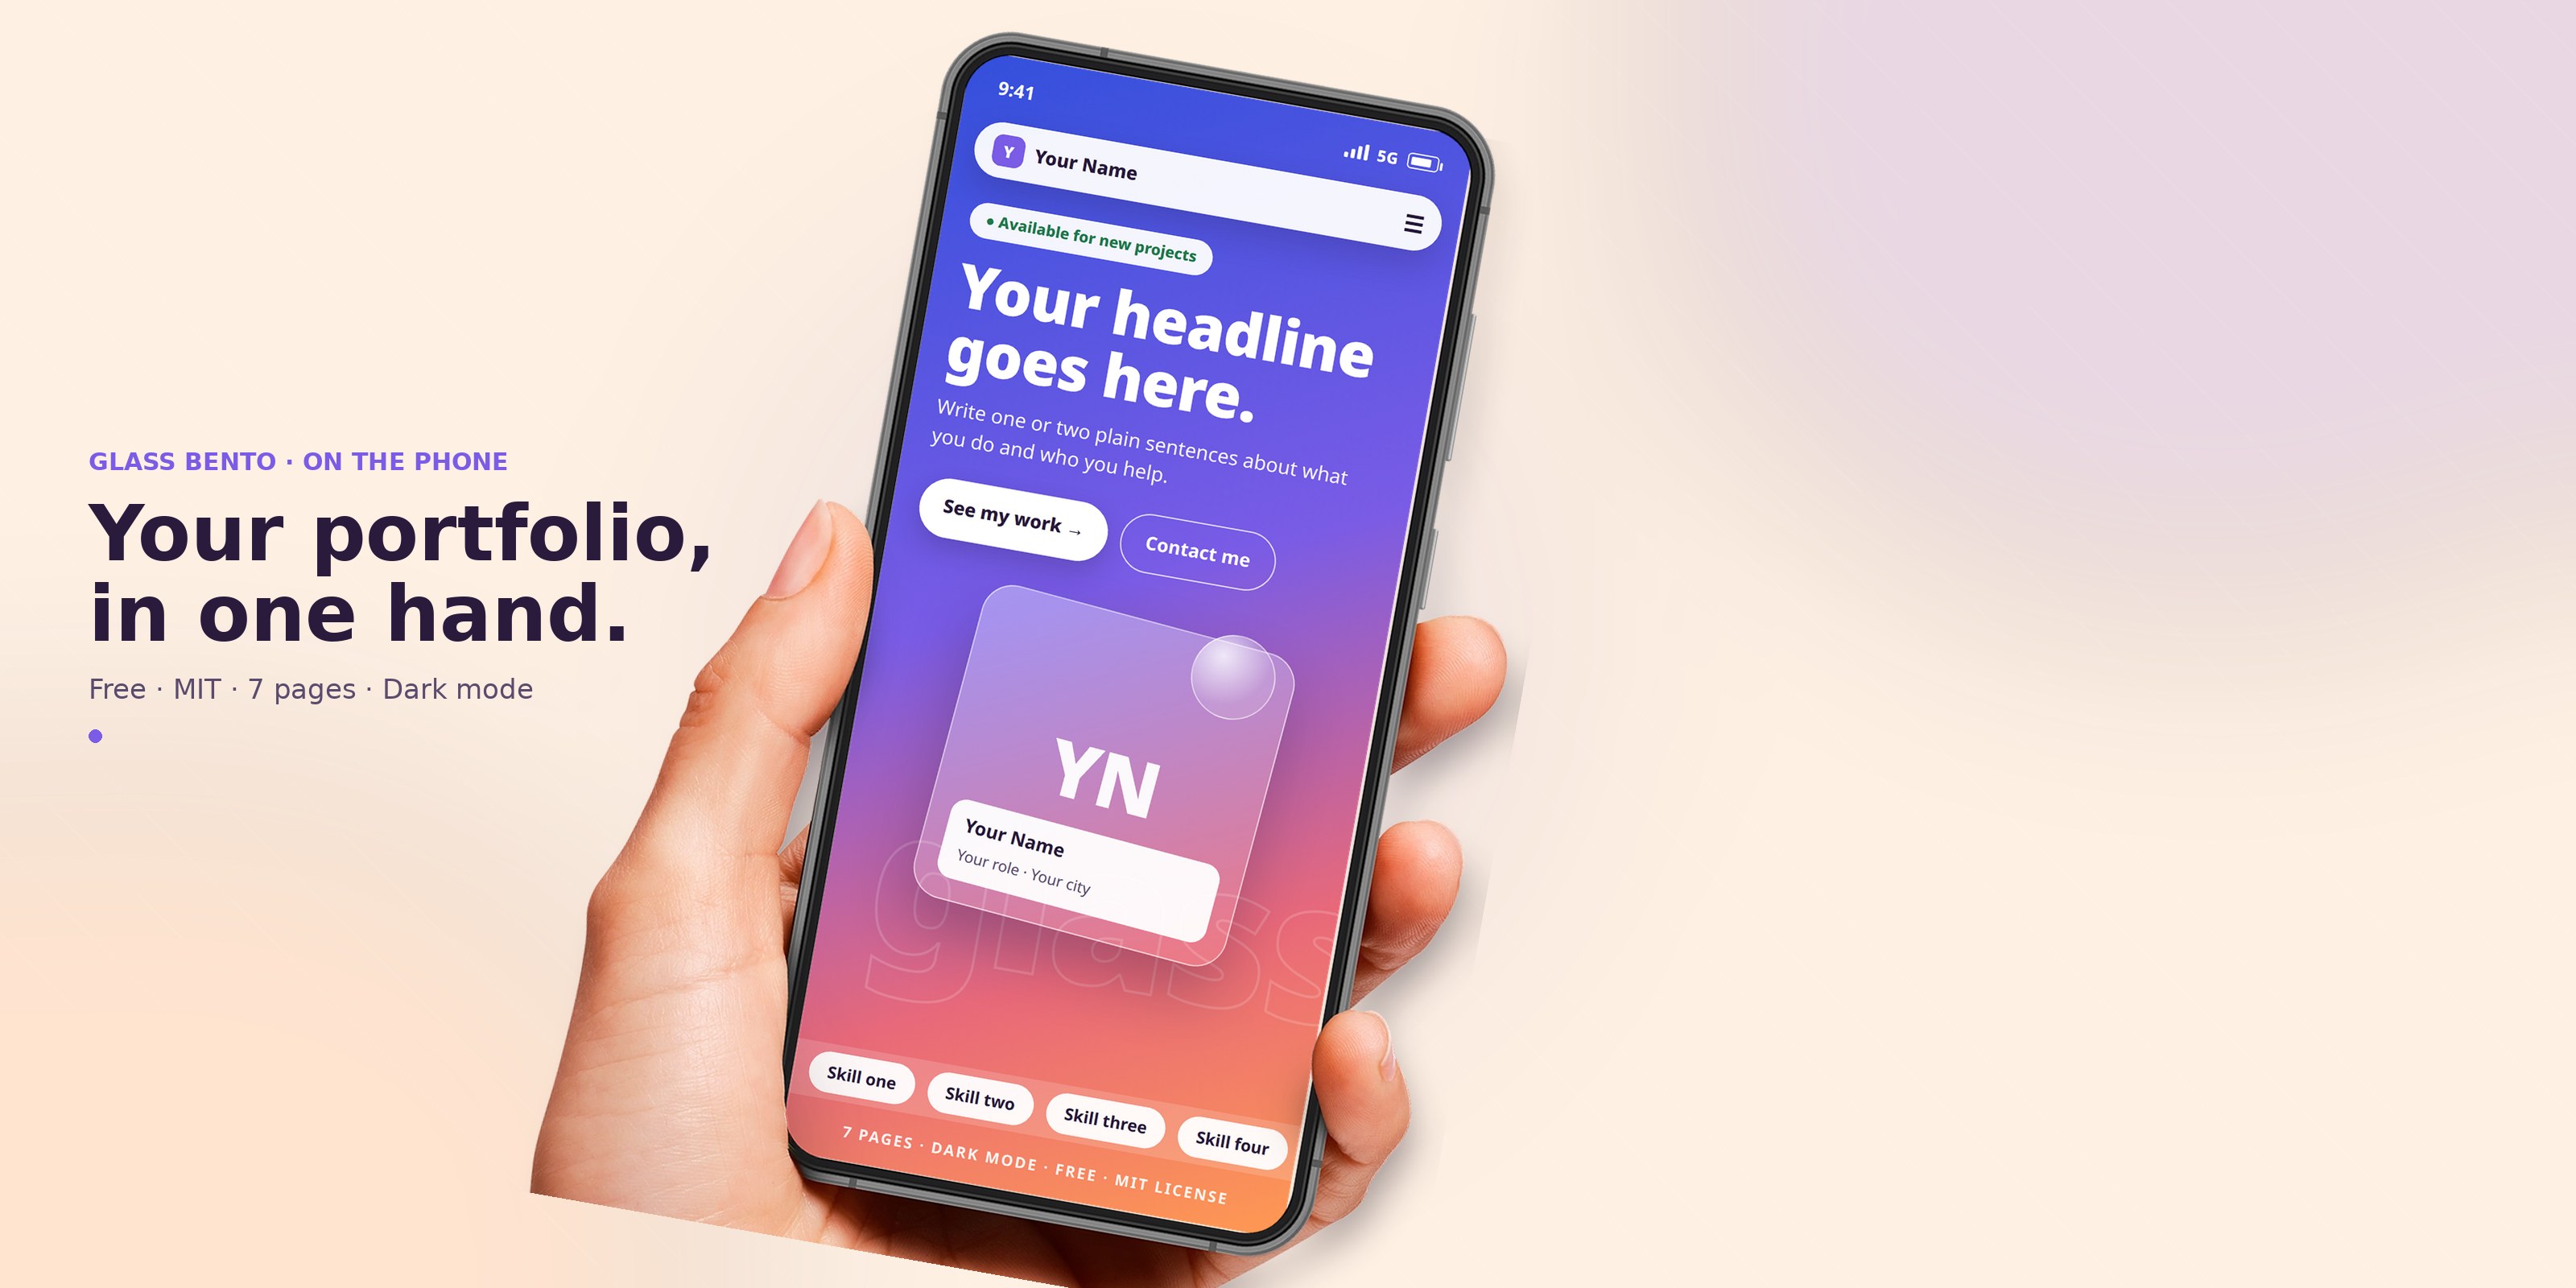 GLASS BENTO · ON THE PHONE
Your portfolio,
in one hand.
Free · MIT · 7 pages · Dark mode
9:41
5G
Y Your Name
• Available for new projects
Your headline
goes here.
Write one or two plain sentences about what
you do and who you help.
See my work →
Contact me
YN
Your Name
Your role · Your city
glass
Skill one
Skill two
Skill three
Skill four
7 PAGES · DARK MODE · FREE · MIT LICENSE